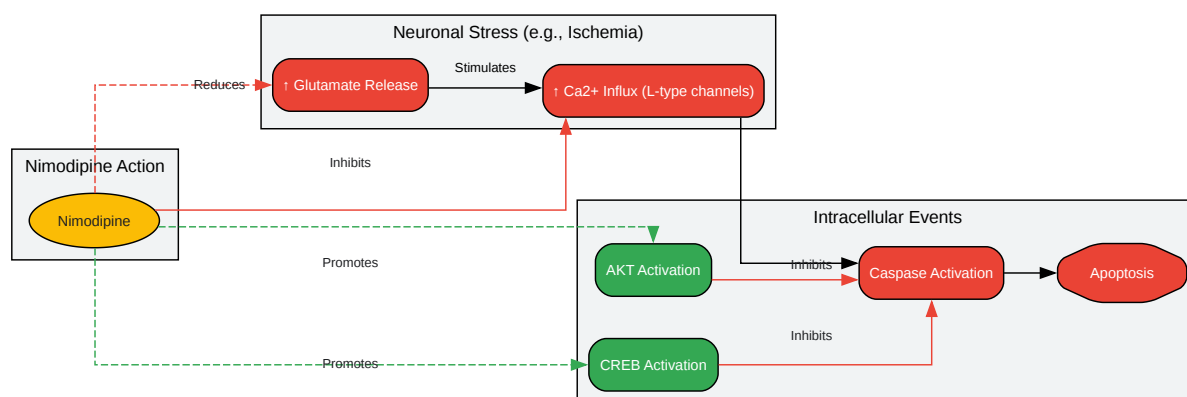 Neuronal Stress (e.g., Ischemia)
Stimulates
Reduces
↑ Glutamate Release
↑ Ca2+ Influx (L-type channels)
Inhibits
Nimodipine Action
Nimodipine
Intracellular Events
Promotes
Inhibits
AKT Activation
Caspase Activation
Apoptosis
Inhibits
Promotes
CREB Activation